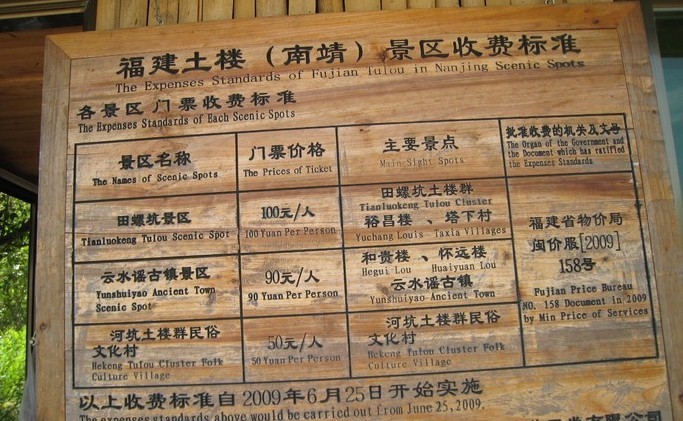 福建土楼（南靖）景区收费标准
The Expenses Standards of Fujian Tulou in Nanjing Scenic Spots
各景区门票收费标准
The Expenses Standards of Each Scenic Spots
景区名称
The Names of Scenic Spots
门票价格
The Prices of Ticket
主要景点
Main Sight Spots
批准收费的机关及文号
The Organ of the Government and
the Document which has ratified
the Expenses Standards
田螺坑景区
Tianluokeng Tulou Scenic Spot
100元/人
100 Yuan Per Person
田螺坑土楼群
Tianluokeng Tulou Cluster
裕昌楼、塔下村
Yuchang Louis Taxia Villages
云水谣古镇景区
Yunshuiyao Ancient Town
Scenic Spot
90元/人
90 Yuan Per Person
和贵楼、怀远楼
Hegui Lou Huaiyuan Lou
云水谣古镇
Yunshuiyao Ancient Town
河坑土楼群民俗
文化村
Hekeng Tulou Cluster Folk
Culture Village
50元/人
50 Yuan Per Person
河坑土楼群民俗
文化村
Hekeng Tulou Cluster Folk
Culture Village
福建省物价局
闽价服[2009]
158号
Fujian Price Bureau
NO. 158 Document in 2009
by Min Price of Services
以上收费标准自2009年6月25日开始实施
The expenses standards above would be carried out from June 25, 2009.